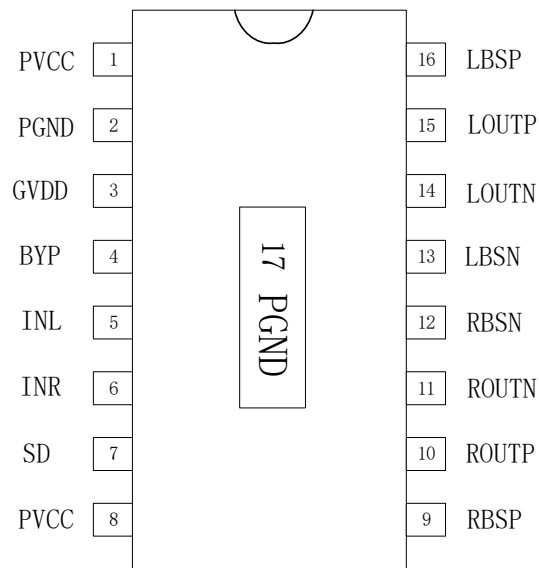 PVCC 1 16 LBSP
PGND 2 15 LOUTP
GVDD 3 14 LOUTN
BYP 4 13 LBSN
INL 5 12 RBSN
INR 6 11 ROUTN
SD 7 10 ROUTP
PVCC 8 9 RBSP
17 PGND